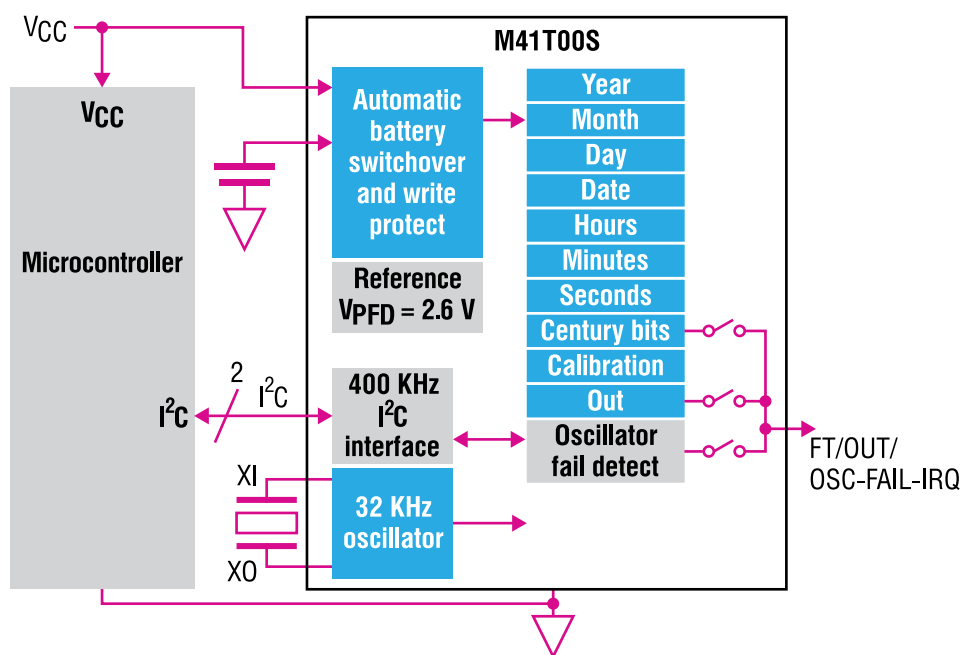 VCC
M41T00S
VCC
Microcontroller
I²C
2
I²C
Automatic
battery
switchover
and write
protect
Reference
VPFD = 2.6 V
400 KHz
I²C
interface
XI
32 KHz
oscillator
XO
Year
Month
Day
Date
Hours
Minutes
Seconds
Century bits
Calibration
Out
Oscillator
fail detect
FT/OUT/
OSC-FAIL-IRQ